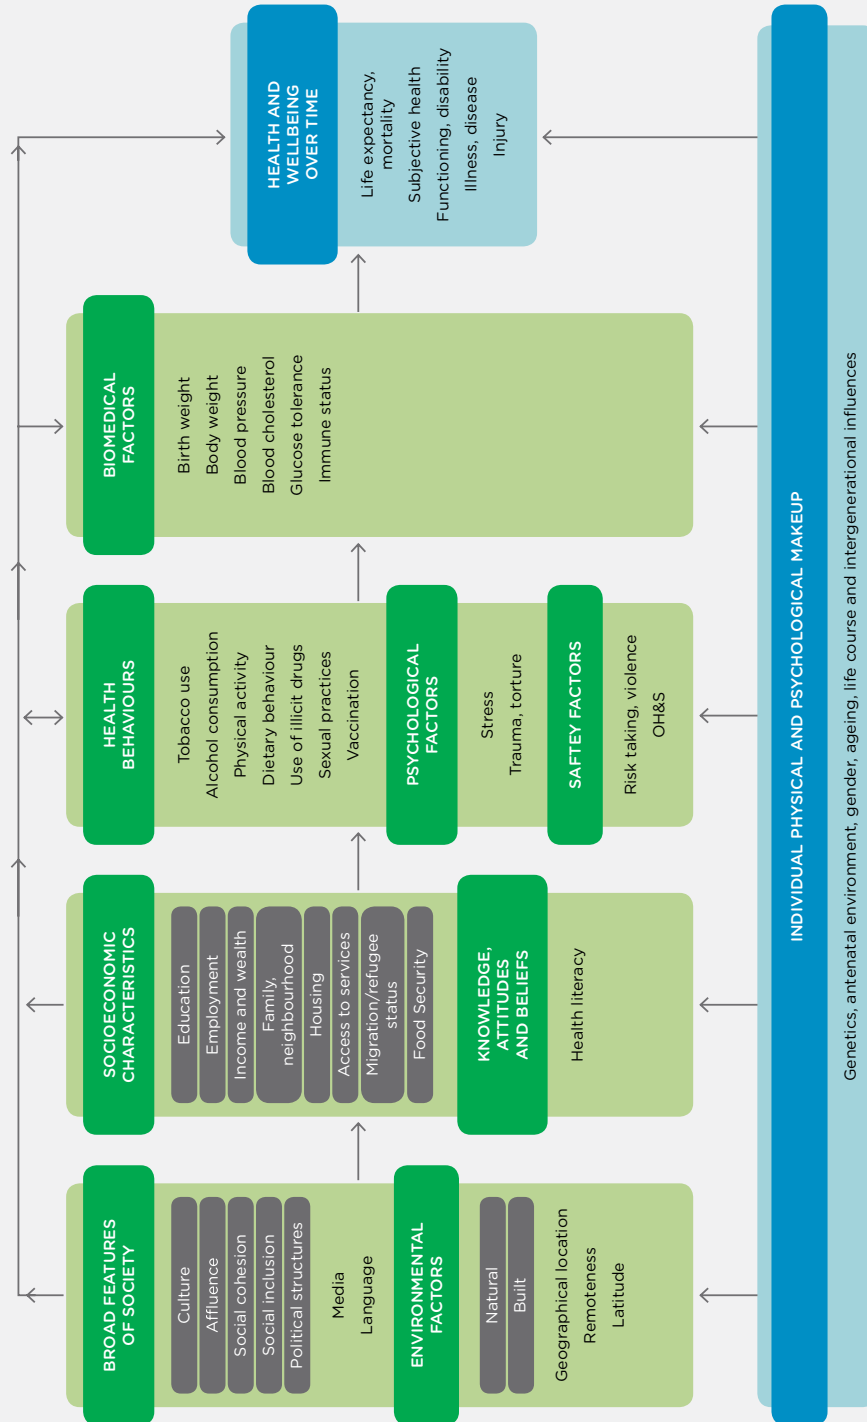 BROAD FEATURES
OF SOCIETY
Culture
Affluence
Social cohesion
Social inclusion
Political structures
Media
Language
ENVIRONMENTAL
FACTORS
Natural
Built
Geographical location
Remoteness
Latitude
SOCIOECONOMIC
CHARACTERISTICS
Education
Employment
Income and wealth
Family,
neighbourhood
Housing
Access to services
Migration/refugee
status
Food Security
KNOWLEDGE,
ATTITUDES
AND BELIEFS
Health literacy
HEALTH
BEHAVIOURS
Tobacco use
Alcohol consumption
Physical activity
Dietary behaviour
Use of illicit drugs
Sexual practices
Vaccination
PSYCHOLOGICAL
FACTORS
Stress
Trauma, torture
SAFTEY FACTORS
Risk taking, violence
OH&S
BIOMEDICAL
FACTORS
Birth weight
Body weight
Blood pressure
Blood cholesterol
Glucose tolerance
Immune status
HEALTH AND
WELLBEING
OVER TIME
Life expectancy,
mortality
Subjective health
Functioning, disability
Illness, disease
Injury
INDIVIDUAL PHYSICAL AND PSYCHOLOGICAL MAKEUP
Genetics, antenatal environment, gender, ageing, life course and intergenerational influences